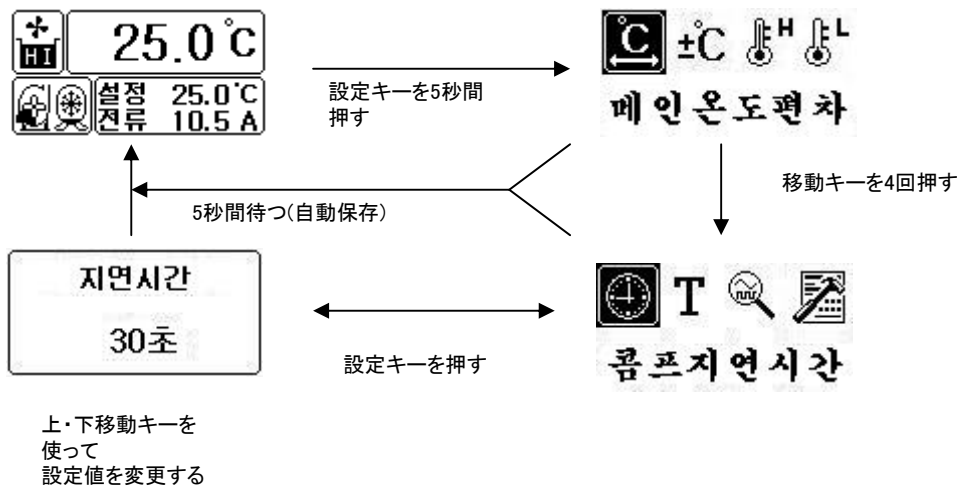 HI
25.0℃
설정 25.0℃
전류 10.5 A
設定キーを5秒間
押す
℃ ±℃ H L
메인온도편차
移動キーを4回押す
5秒間待つ(自動保存)
지연시간
30초
設定キーを押す
T
콤프지연시간
上・下移動キーを
使って
設定値を変更する